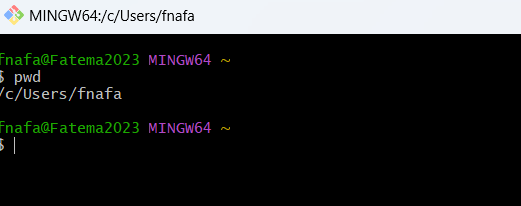 MINGW64:/c/Users/fnafa
fnafa@Fatema2023 MINGW64 ~
$ pwd
/c/Users/fnafa
fnafa@Fatema2023 MINGW64 ~
$